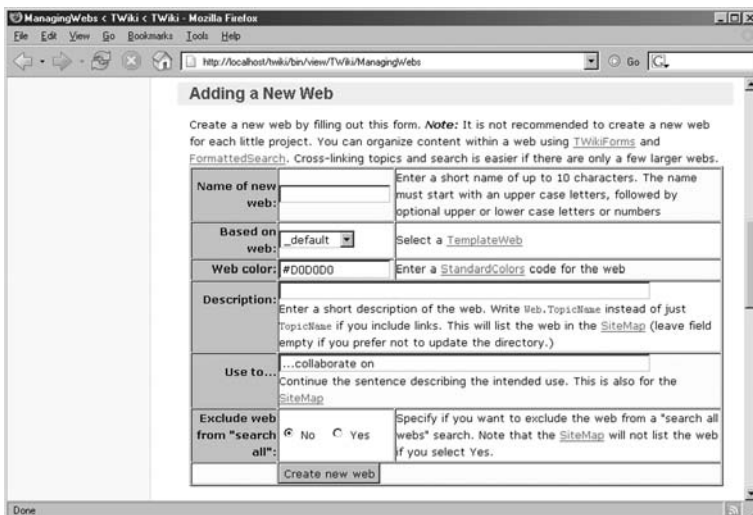 ManagingWebs < TWiki < TWiki - Mozilla Firefox
File Edit View Go Bookmarks Tools Help
http://localhost/twiki/bin/view/TWiki/ManagingWebs
Go
G
Adding a New Web
Create a new web by filling out this form. Note: It is not recommended to create a new web
for each little project. You can organize content within a web using TWikiForms and
FormattedSearch. Cross-linking topics and search is easier if there are only a few larger webs.
Name of new
web:
Enter a short name of up to 10 characters. The name
must start with an upper case letters, followed by
optional upper or lower case letters or numbers
Based on
web:
_default
Select a TemplateWeb
Web color:
#D0D0D0
Enter a StandardColors code for the web
Description:
Enter a short description of the web. Write Web.TopicName instead of just
TopicName if you include links. This will list the web in the SiteMap (leave field
empty if you prefer not to update the directory.)
Use to...
...collaborate on
Continue the sentence describing the intended use. This is also for the
SiteMap
Exclude web
from "search
all":
No Yes
Specify if you want to exclude the web from a "search all
webs" search. Note that the SiteMap will not list the web
if you select Yes.
Create new web
Done